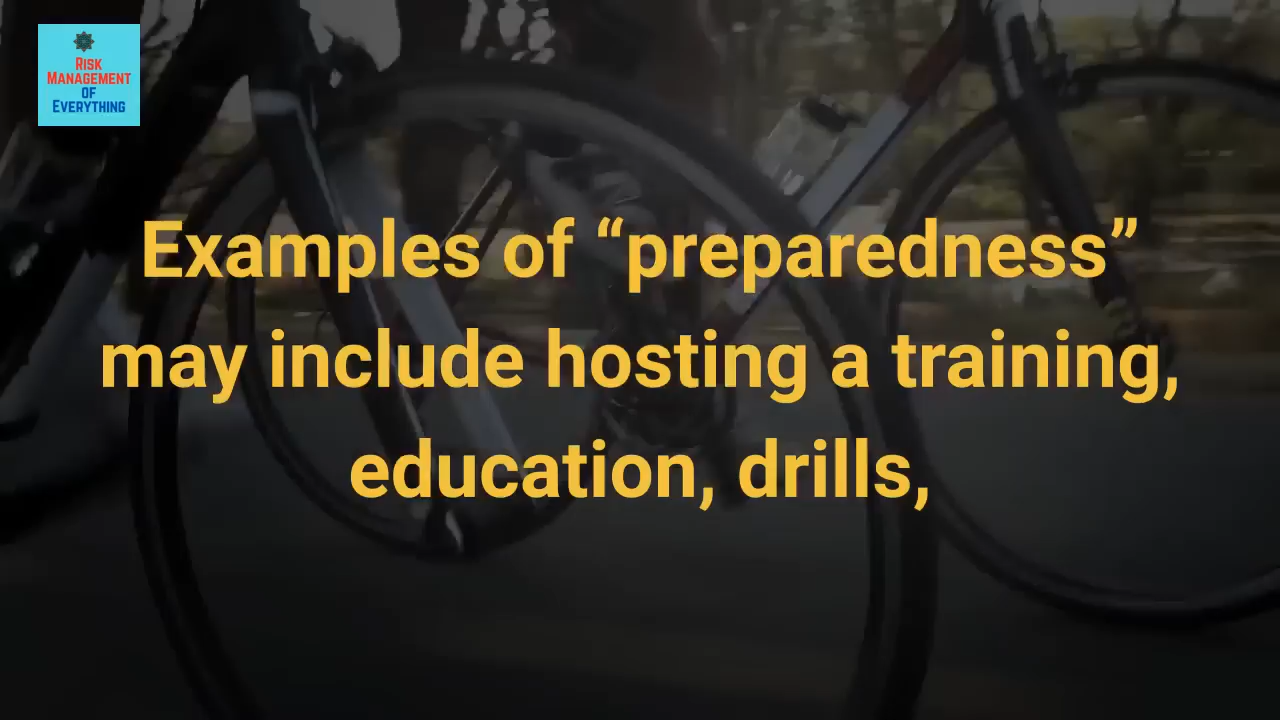 Risk
Management
of
Everything
Examples of “preparedness”
may include hosting a training,
education, drills,